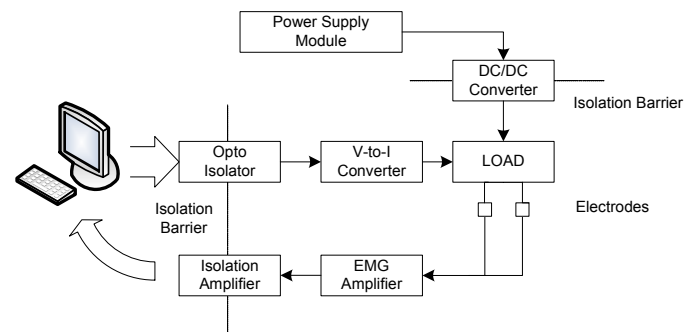 Power Supply
Module
DC/DC
Converter
Isolation Barrier
Opto
Isolator
V-to-I
Converter
LOAD
Isolation
Barrier
Electrodes
Isolation
Amplifier
EMG
Amplifier